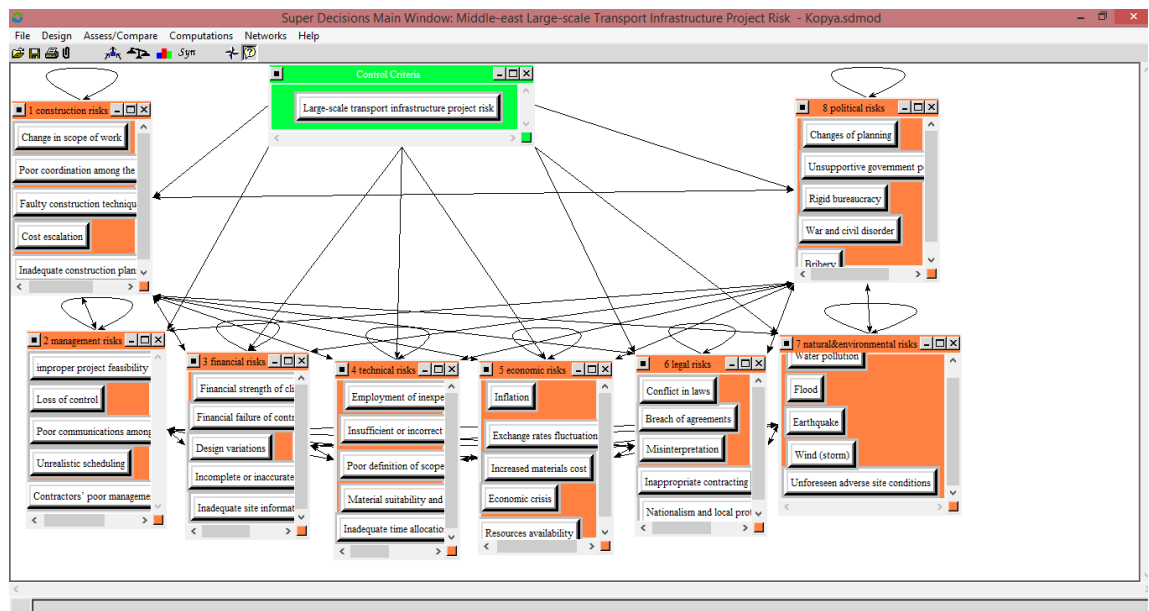 Super Decisions Main Window: Middle-east Large-scale Transport Infrastructure Project Risk - Kopya.sdmod
File Design Assess/Compare Computations Networks Help
Syn
Control Criteria
Large-scale transport infrastructure project risk
1 construction risks
Change in scope of work
Poor coordination among the
Faulty construction techniqu
Cost escalation
Inadequate construction plan
8 political risks
Changes of planning
Unsupportive government p
Rigid bureaucracy
War and civil disorder
Bribery
2 management risks
improper project feasibility
Loss of control
Poor communications among
Unrealistic scheduling
Contractors' poor manageme
3 financial risks
Financial strength of cli
Financial failure of contr
Design variations
Incomplete or inaccurate
Inadequate site informat
4 technical risks
Employment of inexpe
Insufficient or incorrect
Poor definition of scope
Material suitability and
Inadequate time allocatio
5 economic risks
Inflation
Exchange rates fluctuation
Increased materials cost
Economic crisis
Resources availability
6 legal risks
Conflict in laws
Breach of agreements
Misinterpretation
Inappropriate contracting
Nationalism and local prot
7 natural&environmental risks
Water pollution
Flood
Earthquake
Wind (storm)
Unforeseen adverse site conditions